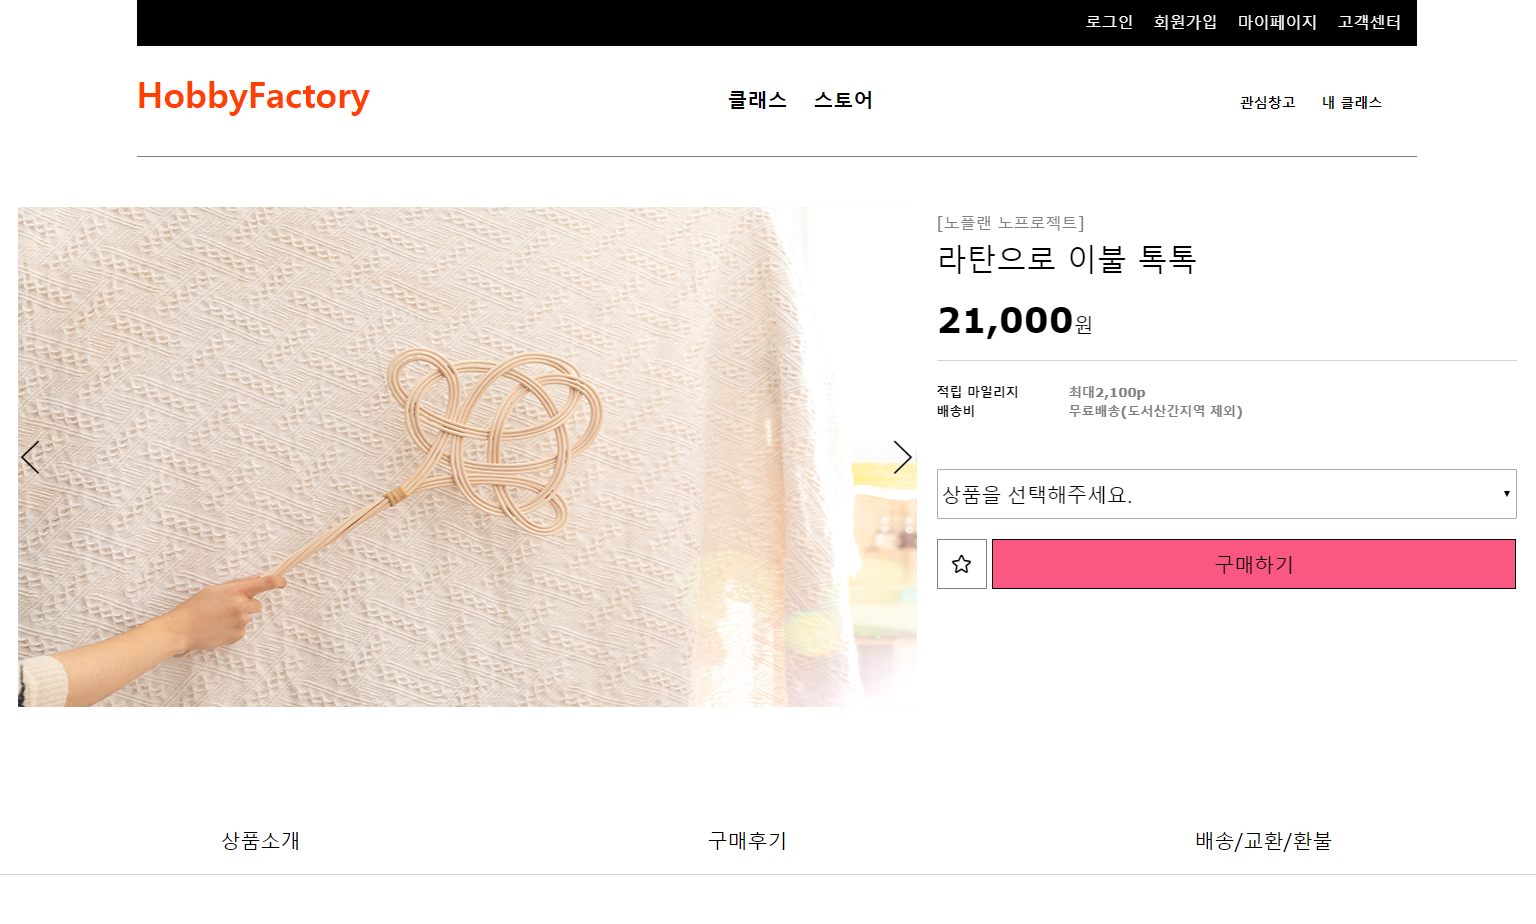 로그인 회원가입 마이페이지 고객센터
HobbyFactory 클래스 스토어 관심창고 내 클래스
[노플랜 노프로젝트]
라탄으로 이불 톡톡
21,000원
적립 마일리지 최대2,100p
배송비 무료배송(도서산간지역 제외)
상품을 선택해주세요.
구매하기
상품소개 구매후기 배송/교환/환불